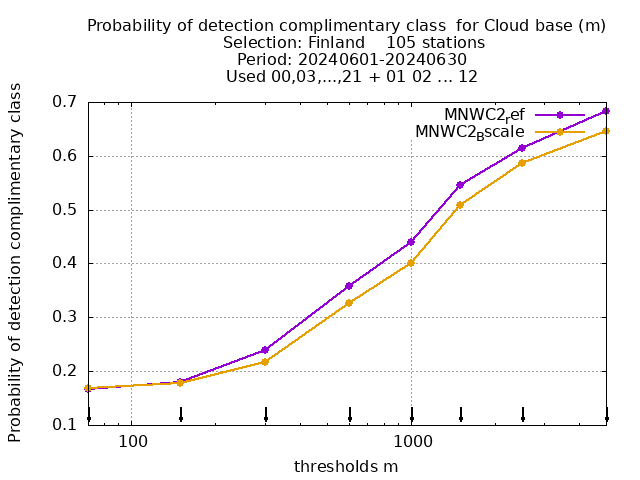 Probability of detection complimentary class  for Cloud base (m)
Selection: Finland    105 stations
Period: 20240601-20240630
Used 00,03,...,21 + 01 02 ... 12
Probability of detection complimentary class
0.7
0.6
0.5
0.4
0.3
0.2
0.1
MNWC2_ref
MNWC2_Bscale
100
1000
thresholds m